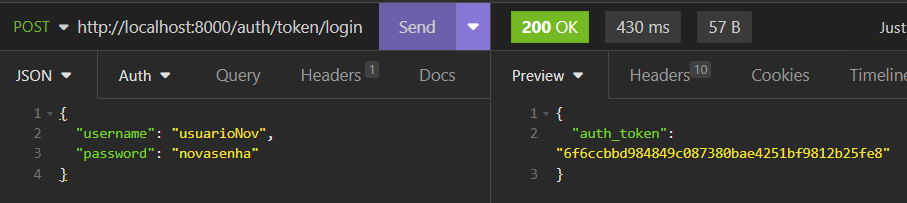 POST http://localhost:8000/auth/token/login Send 200 OK 430 ms 57 B Just
JSON Auth Query Headers 1 Docs Preview Headers 10 Cookies Timeline
1 {
2 "username": "usuarioNov",
3 "password": "novasenha"
4 }
1 {
2 "auth_token":
"6f6ccbbd984849c087380bae4251bf9812b25fe8"
3 }